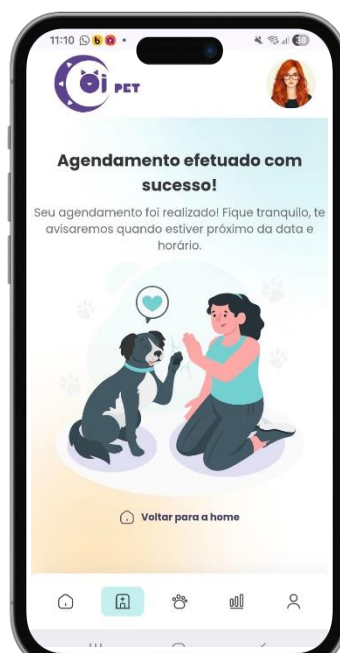 11:10
Oi PET
Agendamento efetuado com
sucesso!
Seu agendamento foi realizado! Fique tranquilo, te
avisaremos quando estiver próximo da data e
horário.
Voltar para a home